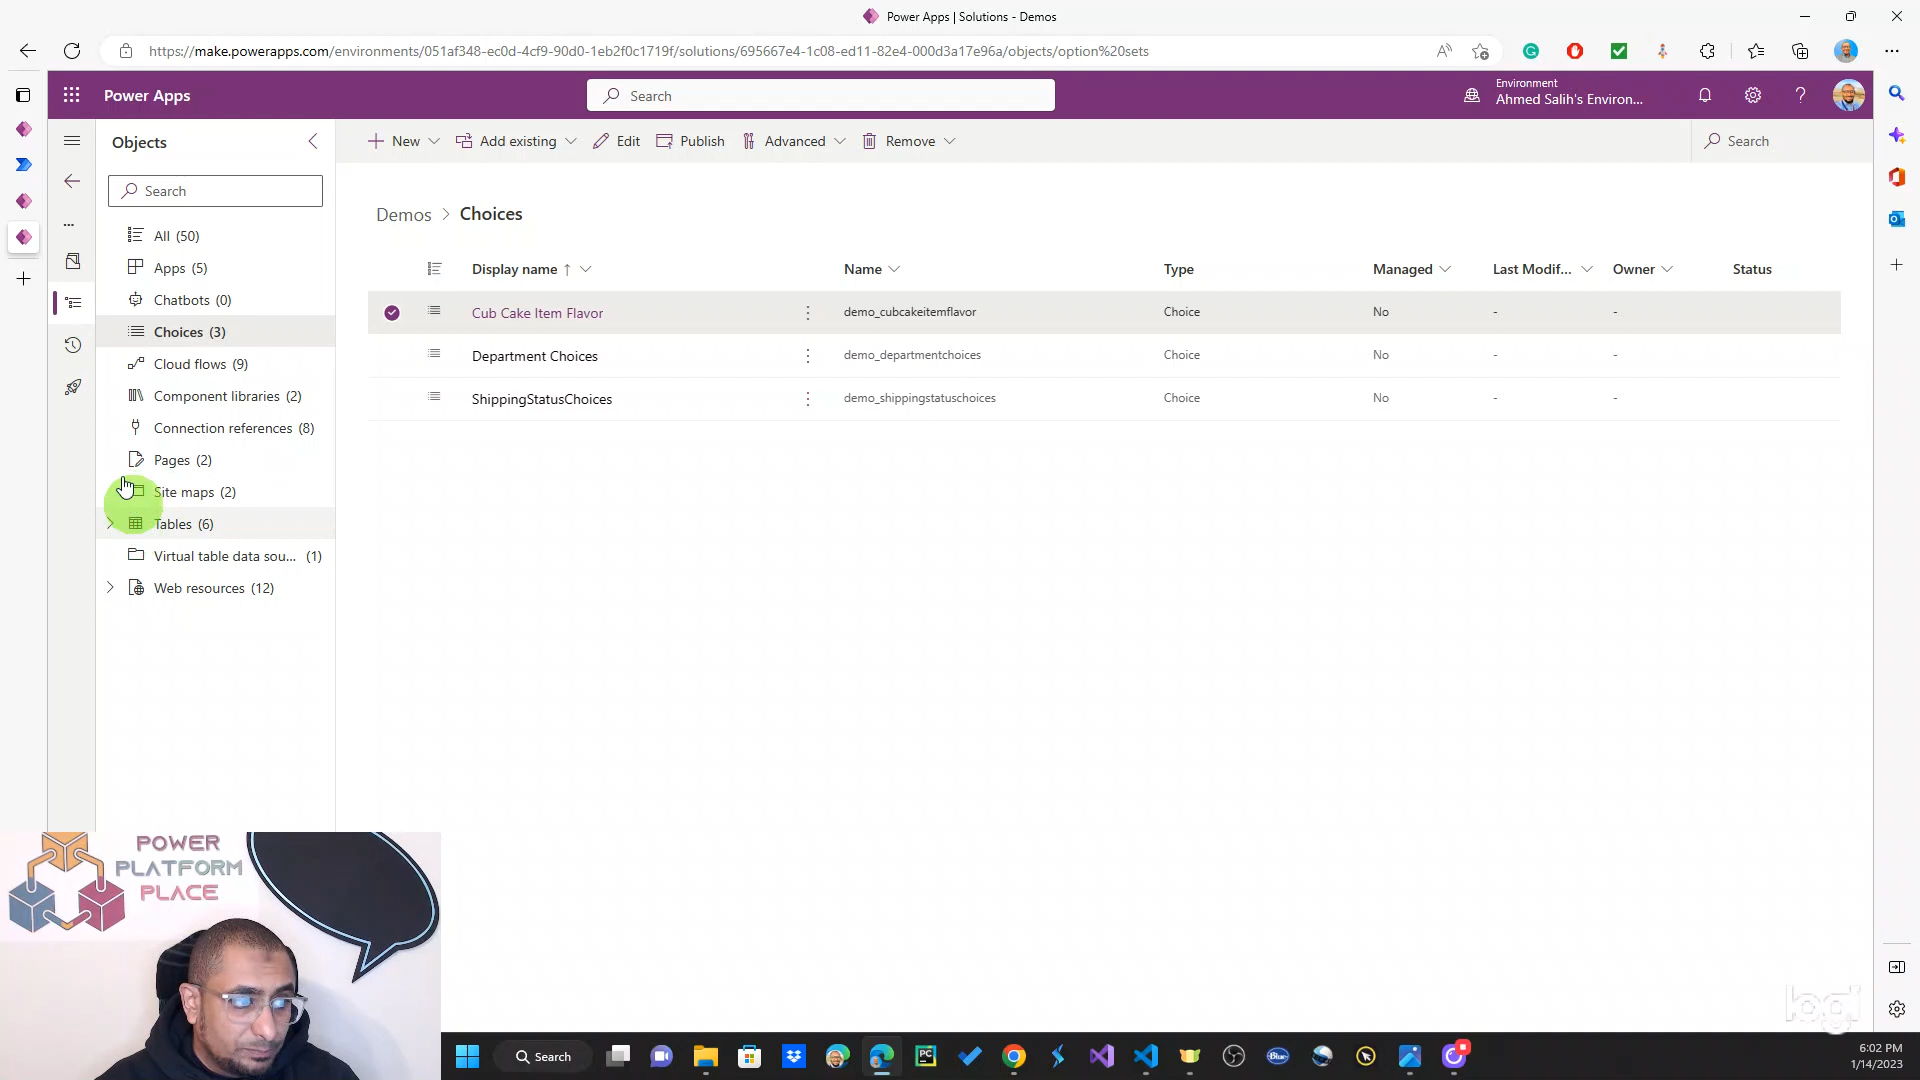 Power Apps | Solutions - Demos
https://make.powerapps.com/environments/051af348-ec0d-4cf9-90d0-1eb2f0c1719f/solutions/695667e4-1c08-ed11-82e4-000d3a17e96a/objects/option%20sets
Power Apps
Search
Environment
Ahmed Salih's Environ...
Objects
New
Add existing
Edit
Publish
Advanced
Remove
Search
Search
Demos > Choices
All (50)
Apps (5)
Chatbots (0)
Choices (3)
Cloud flows (9)
Component libraries (2)
Connection references (8)
Pages (2)
Site maps (2)
Tables (6)
Virtual table data sou... (1)
Web resources (12)
Display name ↑ Name Type Managed Last Modif... Owner Status
Cub Cake Item Flavor demo_cubcakeitemflavor Choice No - -
Department Choices demo_departmentchoices Choice No - -
ShippingStatusChoices demo_shippingstatuschoices Choice No - -
POWER
PLATFORM
PLACE
logi
Search
PC
Blue
6:02 PM
1/14/2023